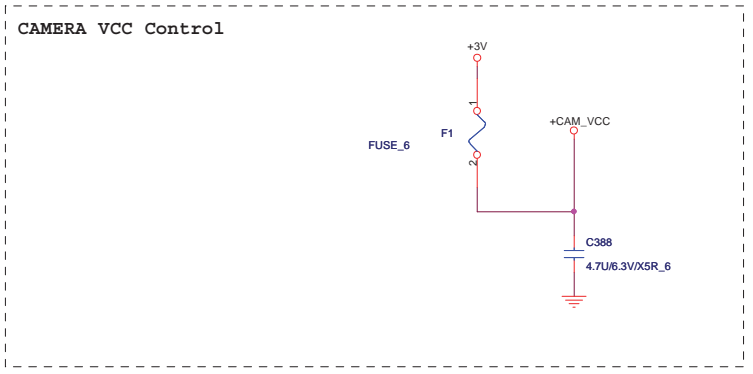 CAMERA VCC Control
+3V
1
+CAM_VCC
F1
FUSE_6
2
C388
4.7U/6.3V/X5R_6